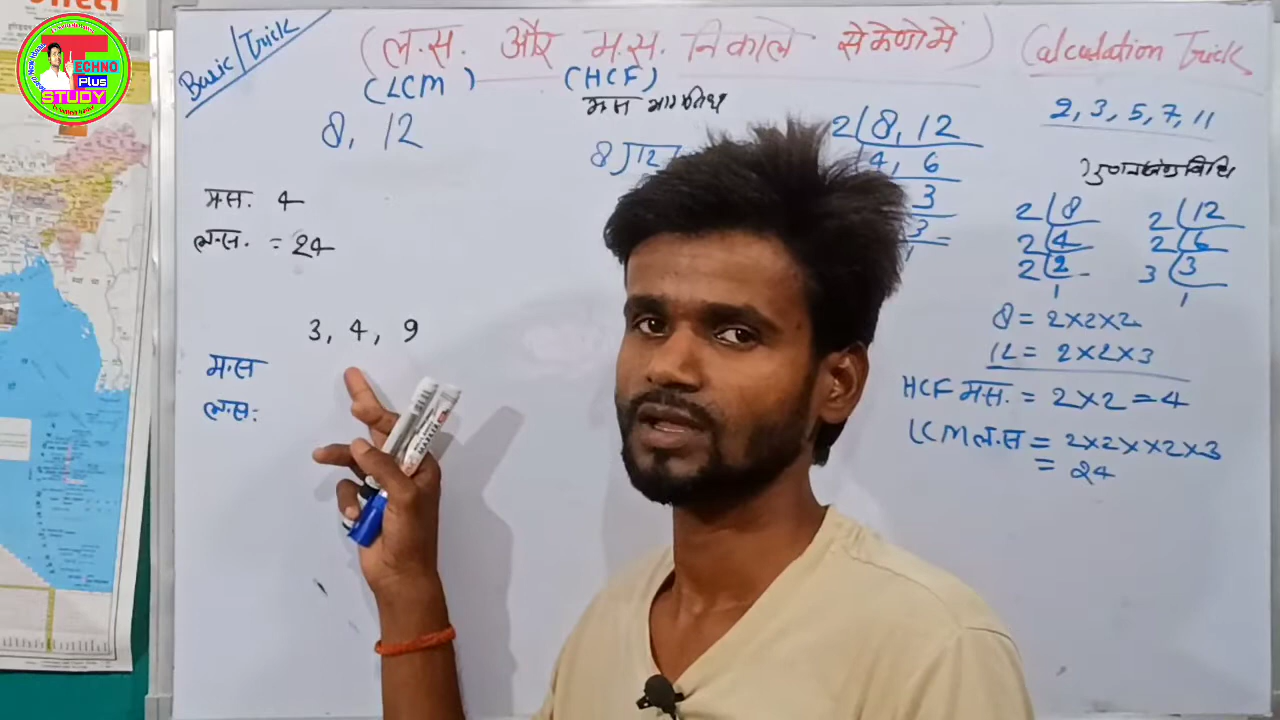 भारत
TECHNO
Plus
STUDY
Basic/Trick
(ल.स. और म.स. निकाले सेकेण्डो में) Calculation Trick
(LCM) (HCF)
8, 12
मस भाग विधि
2 8, 12
4, 6
3
3
2, 3, 5, 7, 11
गुणनखंड विधि
2 8
2 4
2 2
1
2 12
2 6
3 3
1
म.स. 4
ल.स. = 24
3, 4, 9
म.स
ल.स:
8 = 2×2×2
12 = 2×2×3
HCF म.स. = 2×2 = 4
LCM ल.स = 2×2××2×3
= 24